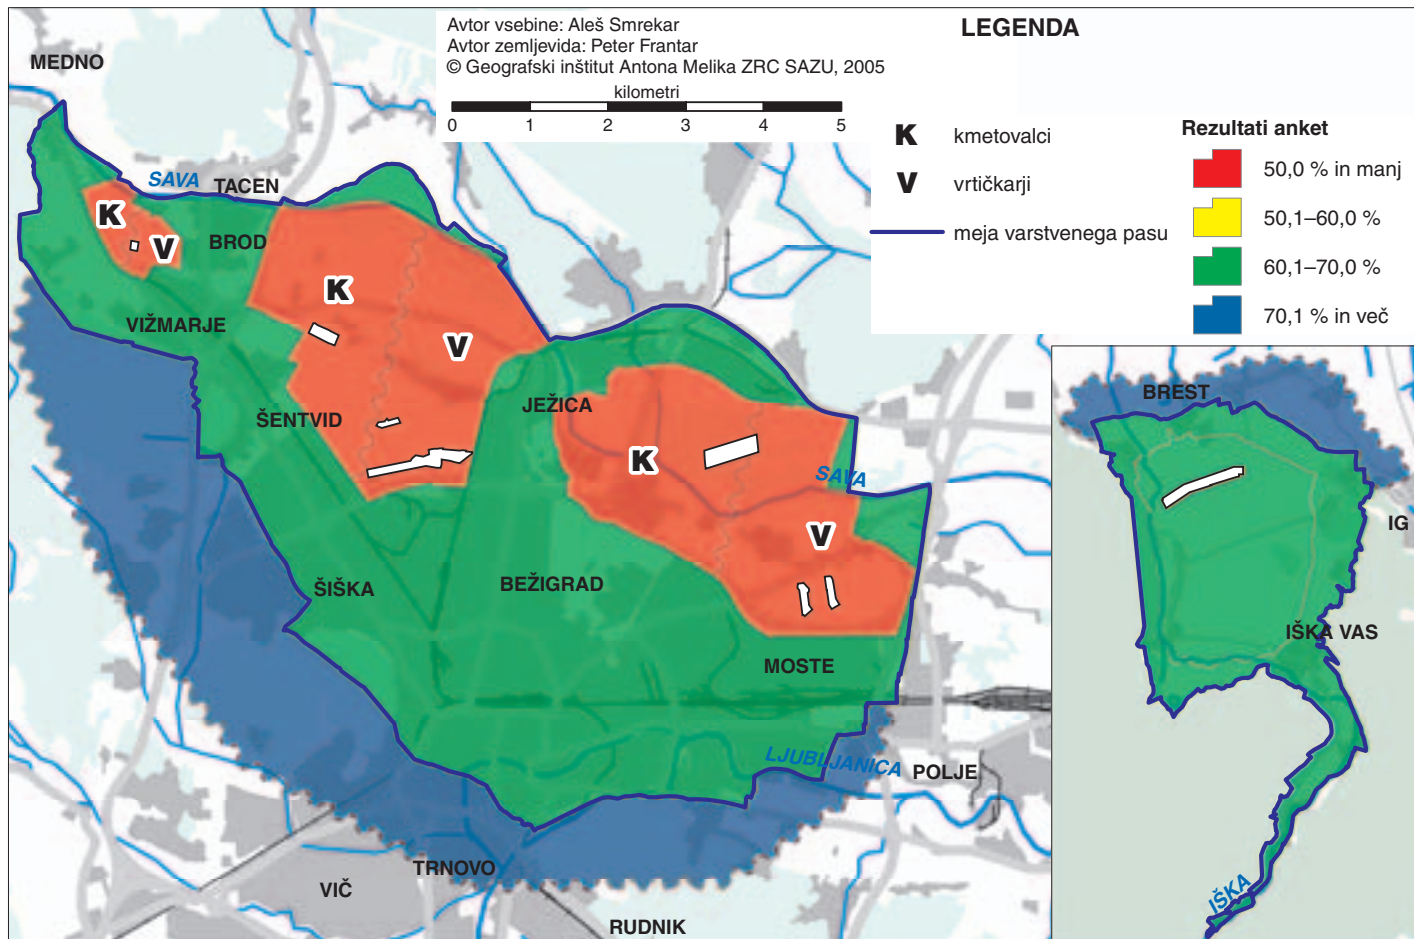 Avtor vsebine: Aleš Smrekar
Avtor zemljevida: Peter Frantar
© Geografski inštitut Antona Melika ZRC SAZU, 2005
kilometri
0 1 2 3 4 5
LEGENDA
K kmetovalci
V vrtičkarji
meja varstvenega pasu
Rezultati anket
50,0 % in manj
50,1–60,0 %
60,1–70,0 %
70,1 % in več
MEDNO
SAVA
TACEN
K
V
BROD
K
VIŽMARJE
V
ŠENTVID
JEŽICA
K
SAVA
V
ŠIŠKA
BEŽIGRAD
MOSTE
LJUBLJANICA
POLJE
TRNOVO
VIČ
RUDNIK
BREST
IG
IŠKA VAS
IŠKA